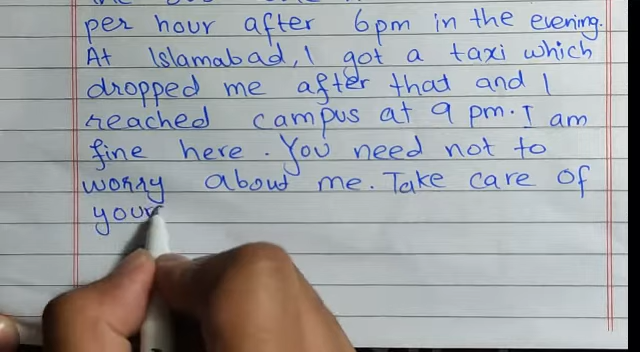 per hour after 6pm in the evening.
At Islamabad, I got a taxi which
dropped me after that and I
reached campus at 9 pm. I am
fine here. You need not to
worry about me. Take care of
your